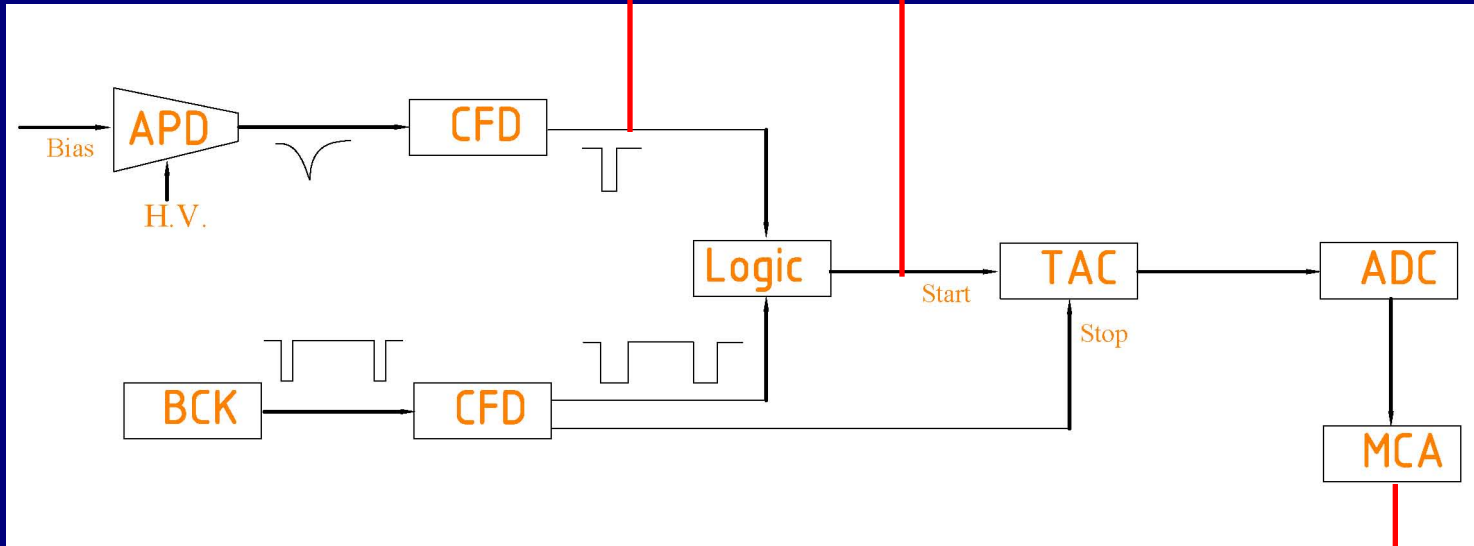 APD
CFD
Bias
H.V.
Logic
TAC
ADC
Start
Stop
BCK
CFD
MCA